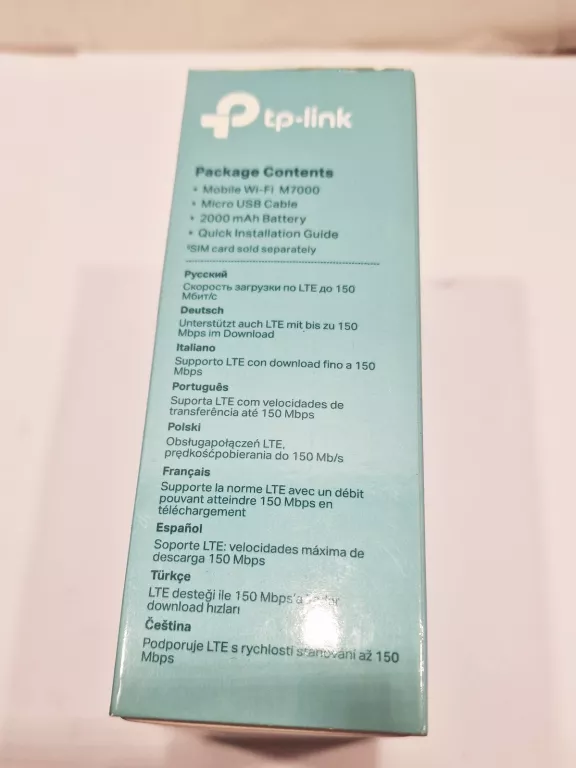 tp-link
Package Contents
• Mobile Wi-Fi M7000
• Micro USB Cable
• 2000 mAh Battery
• Quick Installation Guide
*SIM card sold separately
Русский
Скорость загрузки по LTE до 150
Мбит/с
Deutsch
Unterstützt auch LTE mit bis zu 150
Mbps im Download
Italiano
Supporto LTE con download fino a 150
Mbps
Português
Suporta LTE com velocidades de
transferência até 150 Mbps
Polski
Obsługapołączeń LTE,
prędkośćpobierania do 150 Mb/s
Français
Supporte la norme LTE avec un débit
pouvant atteindre 150 Mbps en
téléchargement
Español
Soporte LTE: velocidades máxima de
descarga 150 Mbps
Türkçe
LTE desteği ile 150 Mbps'a
download hızları
Čeština
Podporuje LTE s rychlostí stahování až 150
Mbps